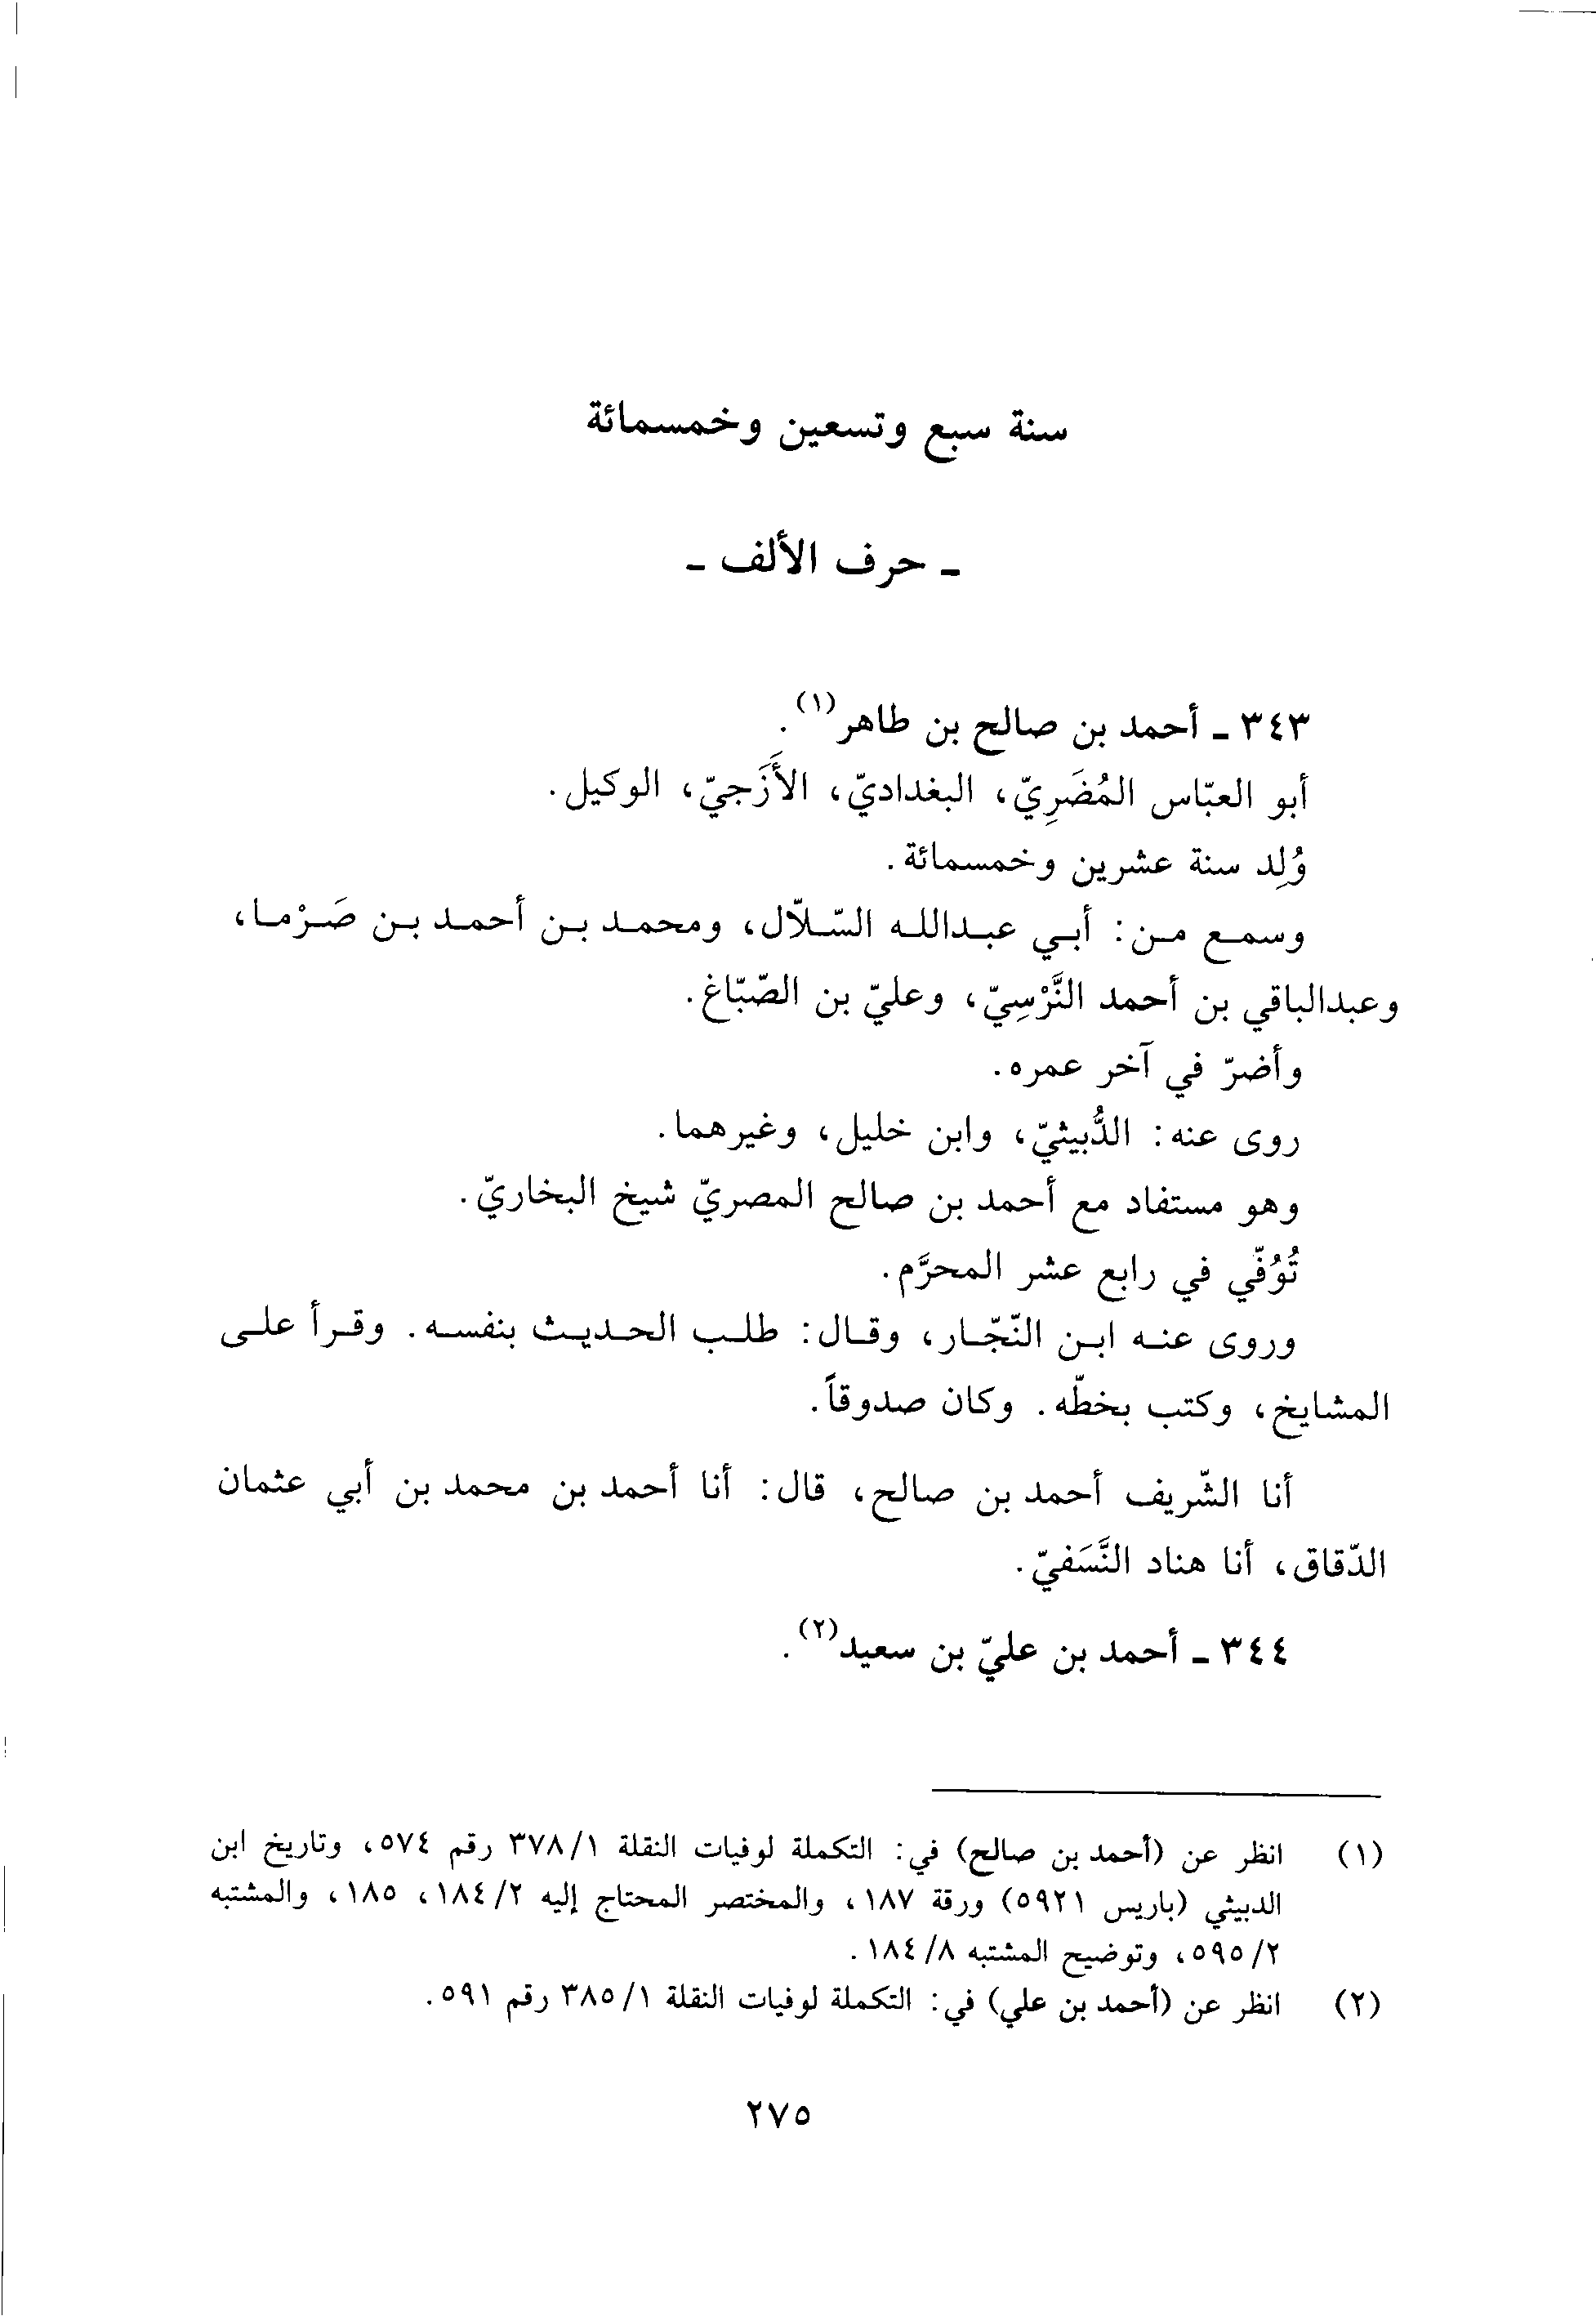 سنة سبع وتسعين وخمسمائة
ـ حرف الألف ـ
٣٤٣ ـ أحمد بن صالح بن طاهر(١).
أبو العبّاس المُضَرِيّ، البغداديّ، الأَزَجيّ، الوكيل.
وُلِد سنة عشرين وخمسمائة.
وسمع من: أبي عبدالله السّلاّل، ومحمد بن أحمد بن صَرْما،
وعبدالباقي بن أحمد النَّرْسِيّ، وعليّ بن الصّبّاغ.
وأضرّ في آخر عمره.
روى عنه: الدُّبيثيّ، وابن خليل، وغيرهما.
وهو مستفاد مع أحمد بن صالح المصريّ شيخ البخاريّ.
تُوُفّي في رابع عشر المحرَّم.
وروى عنه ابن النّجّار، وقال: طلب الحديث بنفسه. وقرأ على
المشايخ، وكتب بخطّه. وكان صدوقاً.
أنا الشّريف أحمد بن صالح، قال: أنا أحمد بن محمد بن أبي عثمان
الدّقاق، أنا هناد النَّسَفيّ.
٣٤٤ ـ أحمد بن عليّ بن سعيد(٢).
(١) انظر عن (أحمد بن صالح) في: التكملة لوفيات النقلة ١/ ٣٧٨ رقم ٥٧٤، وتاريخ ابن
الدبيثي (باريس ٥٩٢١) ورقة ١٨٧، والمختصر المحتاج إليه ٢/ ١٨٤، ١٨٥، والمشتبه
٢/ ٥٩٥، وتوضيح المشتبه ٨/ ١٨٤.
(٢) انظر عن (أحمد بن علي) في: التكملة لوفيات النقلة ١/ ٣٨٥ رقم ٥٩١.
٢٧٥